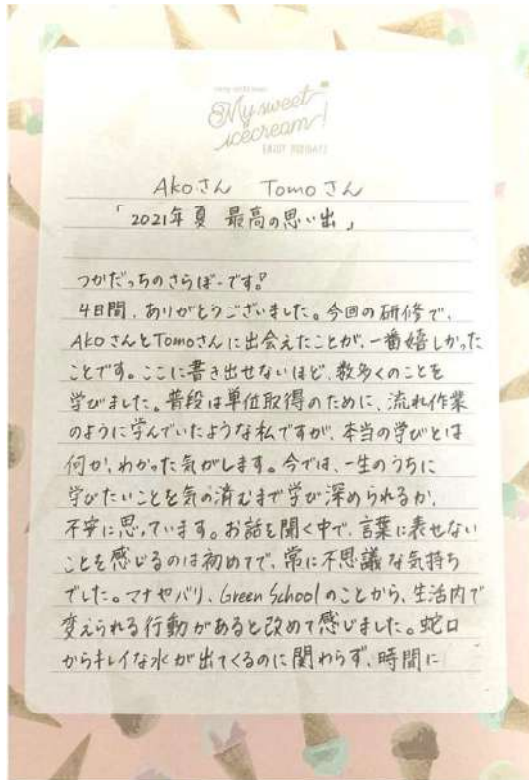 My sweet
icecream!
ENJOY HOLIDAYS
Akoさん Tomoさん
「2021年夏 最高の思い出」
つかだっちのさらぼーです。
4日間、ありがとうございました。今回の研修で、
AkoさんとTomoさんに出会えたことが、一番嬉しかった
ことです。ここに書き出せないほど、数多くのことを
学びました。普段は単位取得のために、流れ作業
のように学んでいたような私ですが、本当の学びとは
何か、わかった気がします。今では、一生のうちに
学びたいことを気の済むまで学び深められるか、
不安に思っています。お話を聞く中で、言葉に表せない
ことを感じるのは初めてで、常に不思議な気持ち
でした。マナやバリ、Green Schoolのことから、生活内で
変えられる行動があると改めて感じました。蛇口
からキレイな水が出てくるのに関わらず、時間に